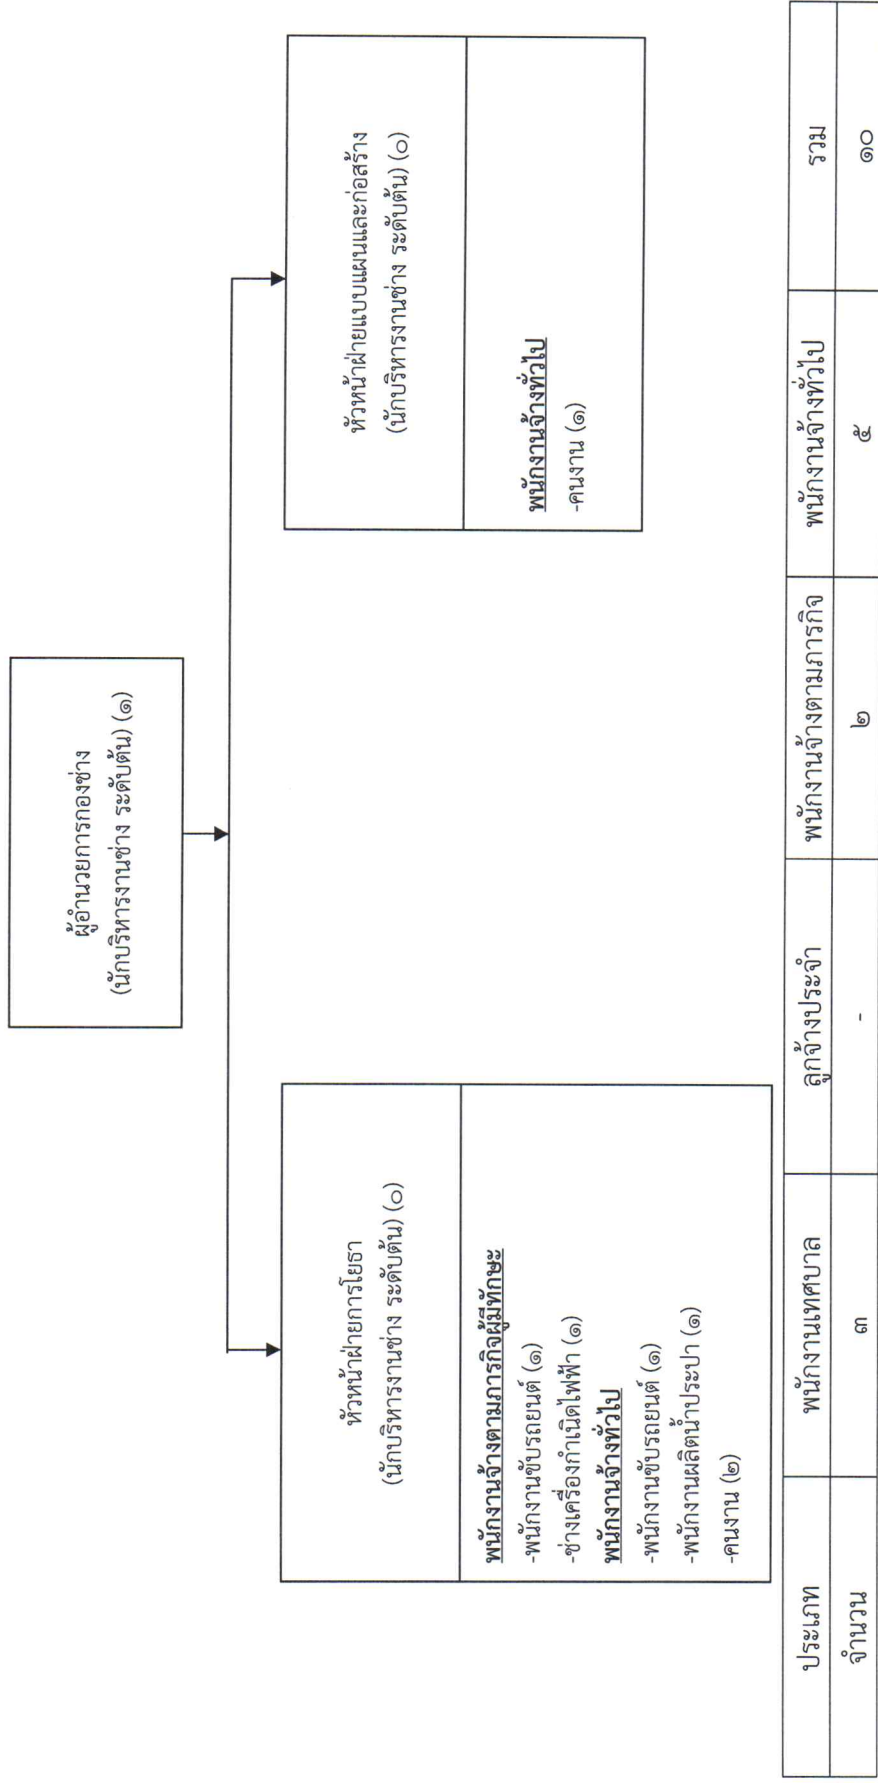 ผู้อำนวยการกองช่าง
(นักบริหารงานช่าง ระดับต้น) (๑)
หัวหน้าฝ่ายการโยธา
(นักบริหารงานช่าง ระดับต้น) (๐)
พนักงานจ้างตามภารกิจผู้มีทักษะ
-พนักงานขับรถยนต์ (๑)
-ช่างเครื่องกำเนิดไฟฟ้า (๑)
พนักงานจ้างทั่วไป
-พนักงานขับรถยนต์ (๑)
-พนักงานผลิตน้ำประปา (๑)
-คนงาน (๒)
หัวหน้าฝ่ายแบบแผนและก่อสร้าง
(นักบริหารงานช่าง ระดับต้น) (๐)
พนักงานจ้างทั่วไป
-คนงาน (๑)
ประเภท พนักงานเทศบาล ลูกจ้างประจำ พนักงานจ้างตามภารกิจ พนักงานจ้างทั่วไป รวม
จำนวน ๓ - ๒ ๕ ๑๐